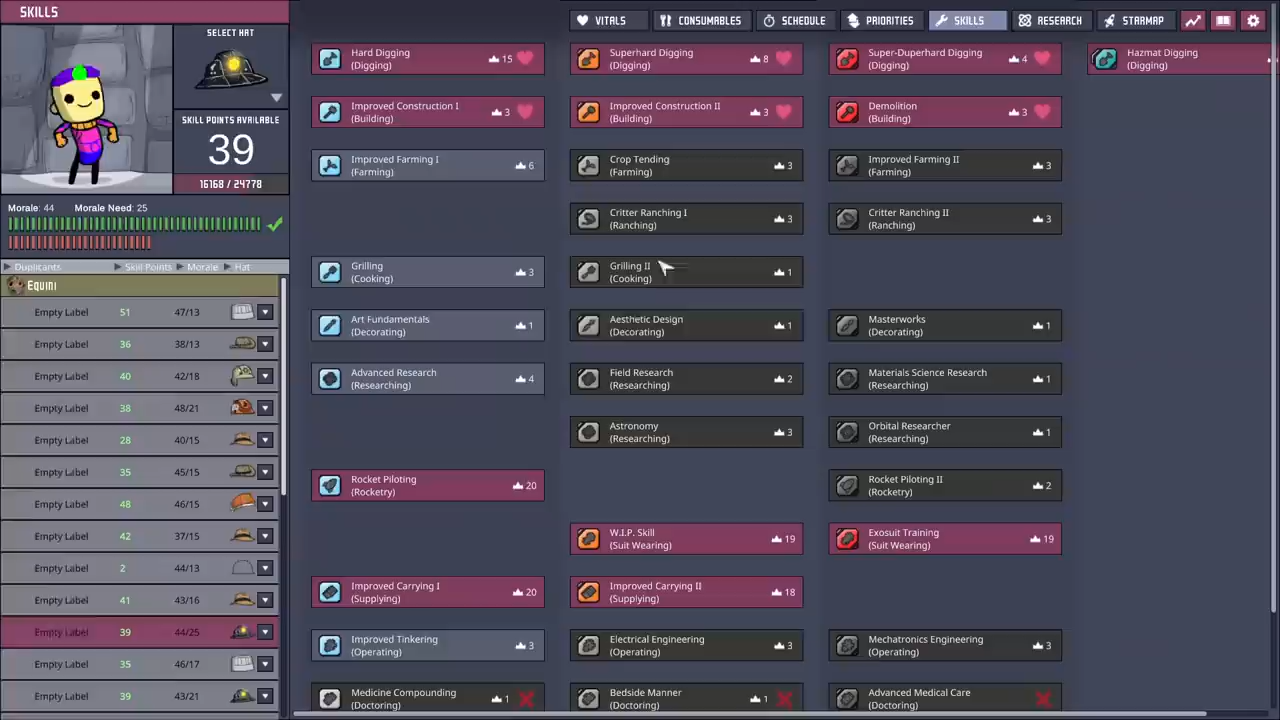 SKILLS
VITALS
CONSUMABLES
SCHEDULE
PRIORITIES
SKILLS
RESEARCH
STARMAP
SELECT HAT
SKILL POINTS AVAILABLE
39
16168 / 24778
Morale: 44 Morale Need: 25
Duplicants Skill Points Morale Hat
Equini
Empty Label 51 47/13
Empty Label 36 38/13
Empty Label 40 42/18
Empty Label 38 48/21
Empty Label 28 40/15
Empty Label 35 45/15
Empty Label 48 46/15
Empty Label 42 37/15
Empty Label 2 44/13
Empty Label 41 43/16
Empty Label 39 44/25
Empty Label 35 46/17
Empty Label 39 43/21
Hard Digging
(Digging)
15
Superhard Digging
(Digging)
8
Super-Duperhard Digging
(Digging)
4
Hazmat Digging
(Digging)
Improved Construction I
(Building)
3
Improved Construction II
(Building)
3
Demolition
(Building)
3
Improved Farming I
(Farming)
6
Crop Tending
(Farming)
3
Improved Farming II
(Farming)
3
Critter Ranching I
(Ranching)
3
Critter Ranching II
(Ranching)
3
Grilling
(Cooking)
3
Grilling II
(Cooking)
1
Art Fundamentals
(Decorating)
1
Aesthetic Design
(Decorating)
1
Masterworks
(Decorating)
1
Advanced Research
(Researching)
4
Field Research
(Researching)
2
Materials Science Research
(Researching)
1
Astronomy
(Researching)
3
Orbital Researcher
(Researching)
1
Rocket Piloting
(Rocketry)
20
Rocket Piloting II
(Rocketry)
2
W.I.P. Skill
(Suit Wearing)
19
Exosuit Training
(Suit Wearing)
19
Improved Carrying I
(Supplying)
20
Improved Carrying II
(Supplying)
18
Improved Tinkering
(Operating)
3
Electrical Engineering
(Operating)
3
Mechatronics Engineering
(Operating)
3
Medicine Compounding
(Doctoring)
1
Bedside Manner
(Doctoring)
1
Advanced Medical Care
(Doctoring)